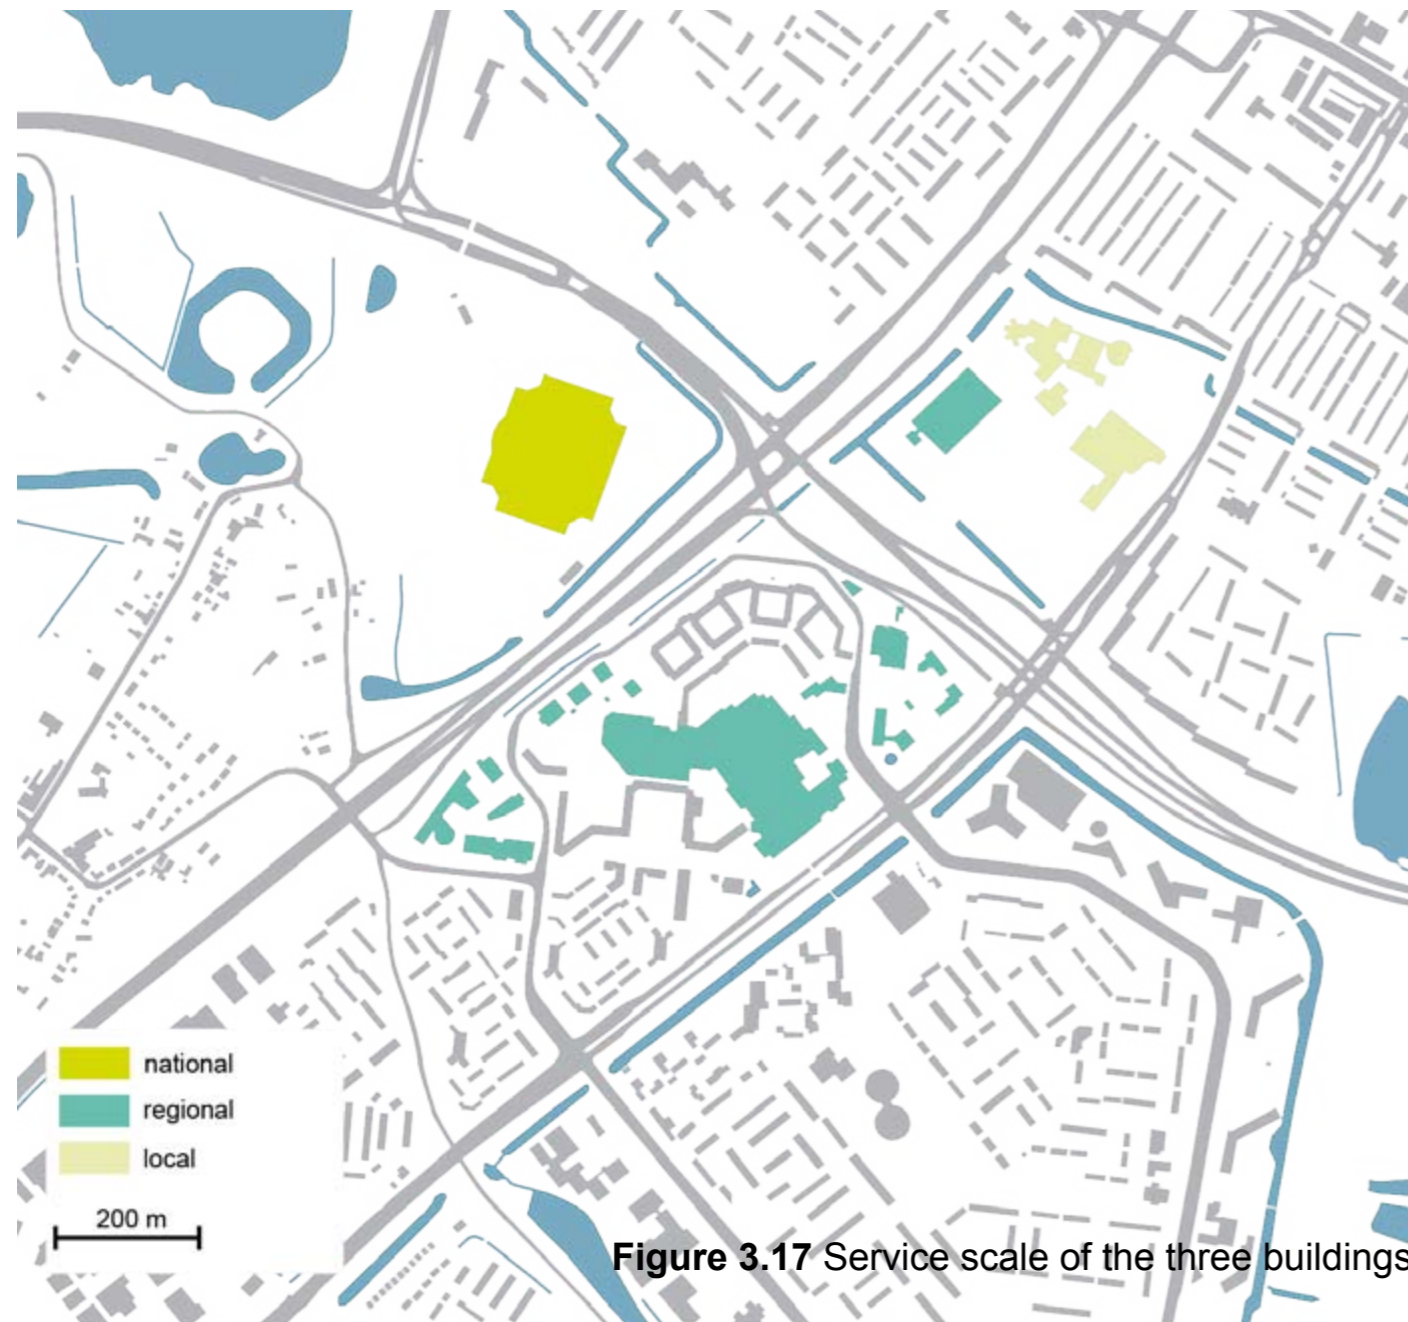 national
regional
local
200 m
Figure 3.17 Service scale of the three buildings